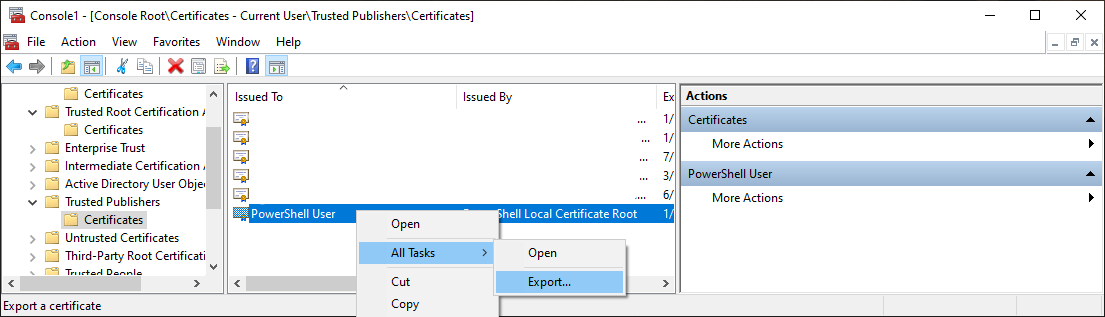 Console1 - [Console Root\Certificates - Current User\Trusted Publishers\Certificates]
File Action View Favorites Window Help
Certificates
Trusted Root Certification A
Certificates
Enterprise Trust
Intermediate Certification A
Active Directory User Obje
Trusted Publishers
Certificates
Untrusted Certificates
Third-Party Root Certificati
Trusted People
Issued To Issued By Ex
... 1/
... 1/
... 7/
... 3/
... 6/
PowerShell User PowerShell Local Certificate Root 1/
Open
All Tasks
Cut
Copy
Open
Export...
Actions
Certificates
More Actions
PowerShell User
More Actions
Export a certificate